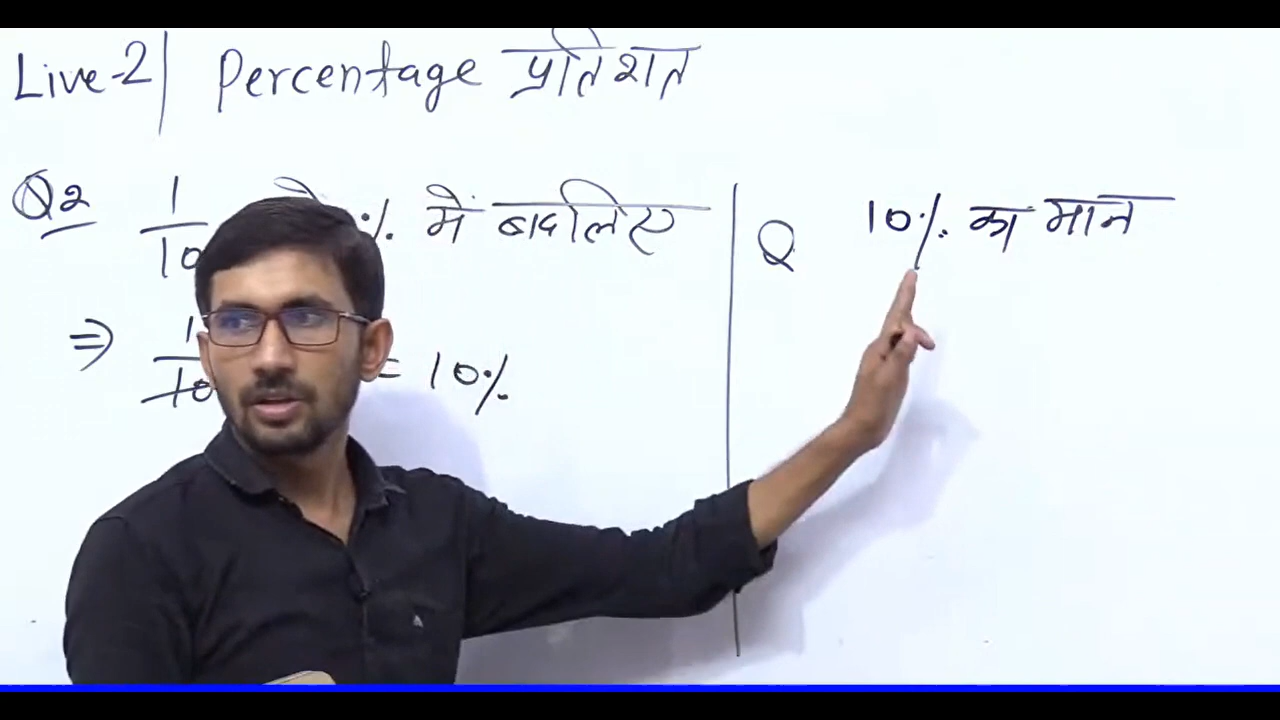 Live-2| Percentage प्रतिशत
Q2 1/10 को % में बदलिए
⇒ 1/10 = 10%
Q 10% का मान